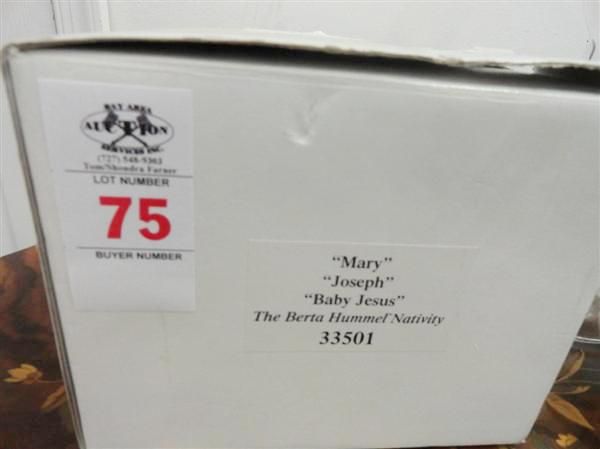 BAY AREA
AUCTION
SERVICES INC.
(727) 548-9303
Tom/Shondra Farner
LOT NUMBER
75
BUYER NUMBER
“Mary”
“Joseph”
“Baby Jesus”
The Berta Hummel Nativity
33501